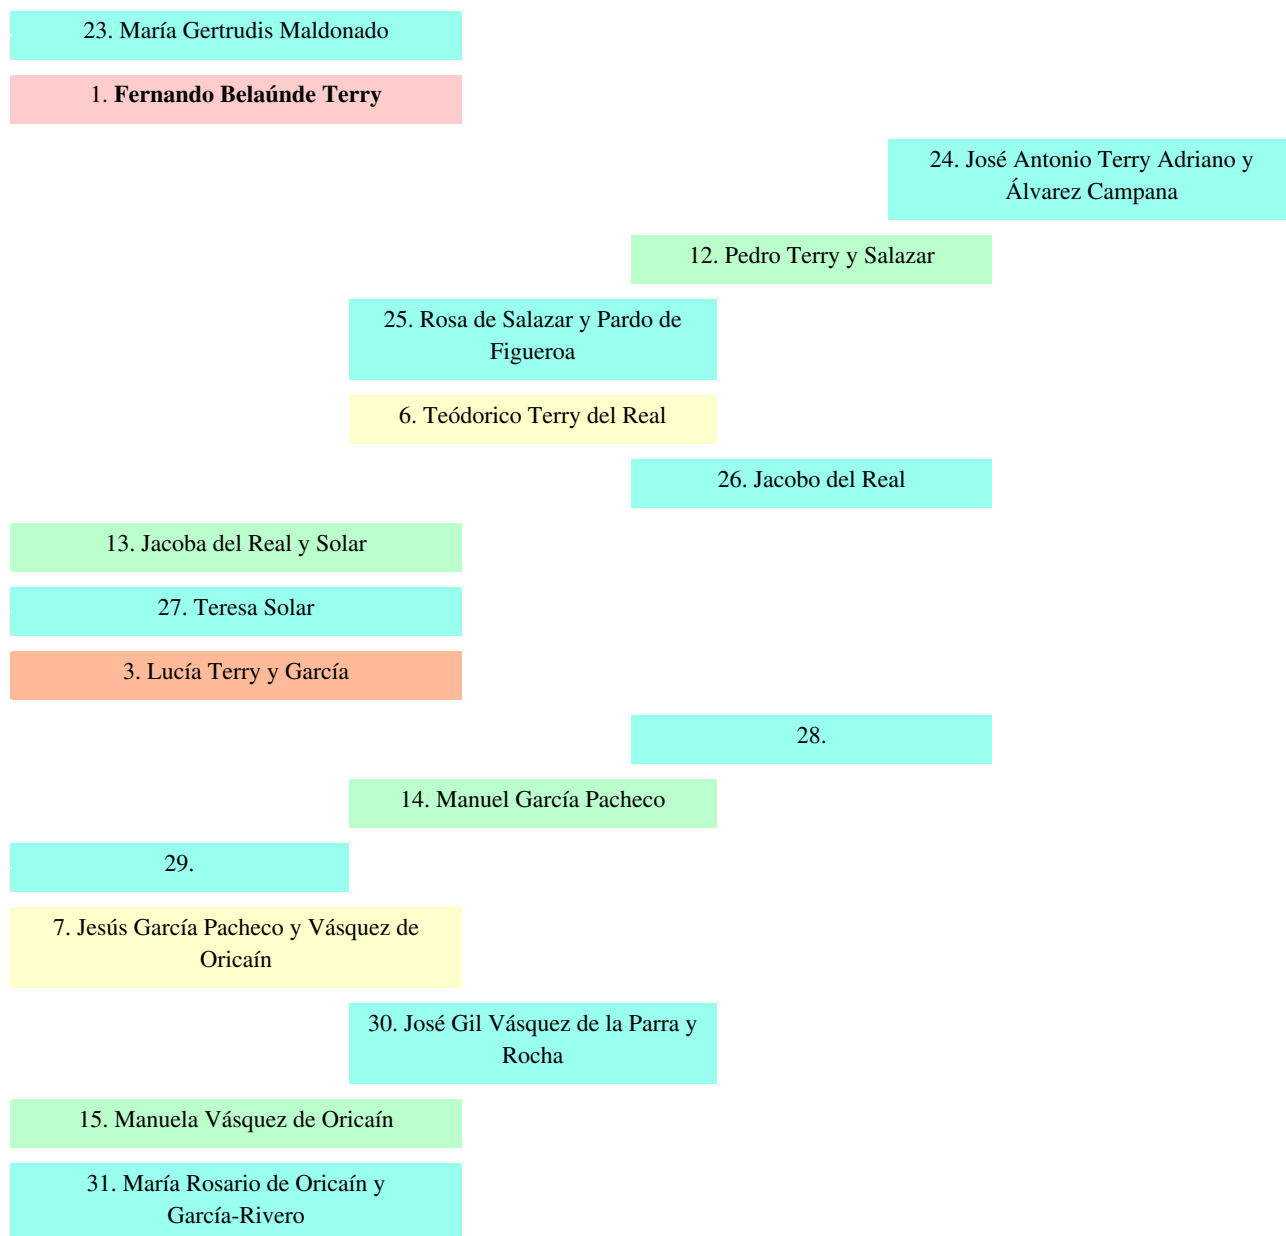 23. María Gertrudis Maldonado
1. Fernando Belaúnde Terry
24. José Antonio Terry Adriano y
Álvarez Campana
12. Pedro Terry y Salazar
25. Rosa de Salazar y Pardo de
Figueroa
6. Teódorico Terry del Real
26. Jacobo del Real
13. Jacoba del Real y Solar
27. Teresa Solar
3. Lucía Terry y García
28.
14. Manuel García Pacheco
29.
7. Jesús García Pacheco y Vásquez de
Oricaín
30. José Gil Vásquez de la Parra y
Rocha
15. Manuela Vásquez de Oricaín
31. María Rosario de Oricaín y
García-Rivero